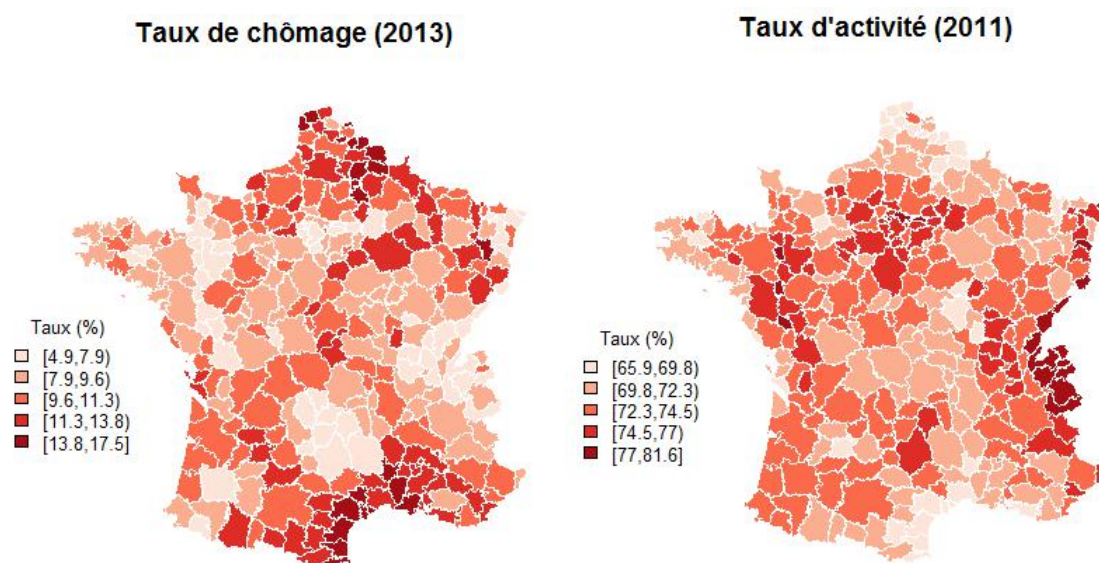 Taux de chômage (2013)
Taux (%)
[4.9,7.9)
[7.9,9.6)
[9.6,11.3)
[11.3,13.8)
[13.8,17.5]
Taux d'activité (2011)
Taux (%)
[65.9,69.8)
[69.8,72.3)
[72.3,74.5)
[74.5,77)
[77,81.6]